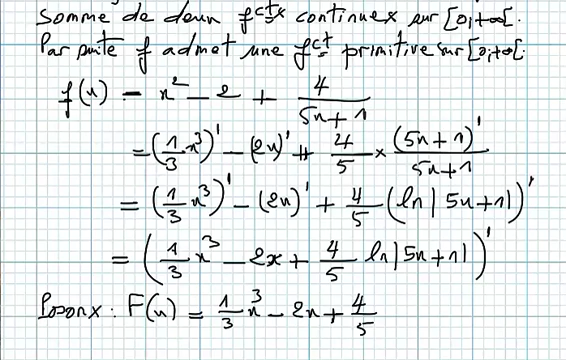 Somme de deux fctx continues sur [0,+∞[.
Par suite f admet une fct primitive sur [0,+∞[.
f(x) = x² - 2 + 4/(5x+1)
= (1/3 x³)' - (2x)' + 4/5 × (5x+1)'/(5x+1)
= (1/3 x³)' - (2x)' + 4/5 (ln|5x+1|)'
= (1/3 x³ - 2x + 4/5 ln|5x+1|)'
Posons : F(x) = 1/3 x³ - 2x + 4/5